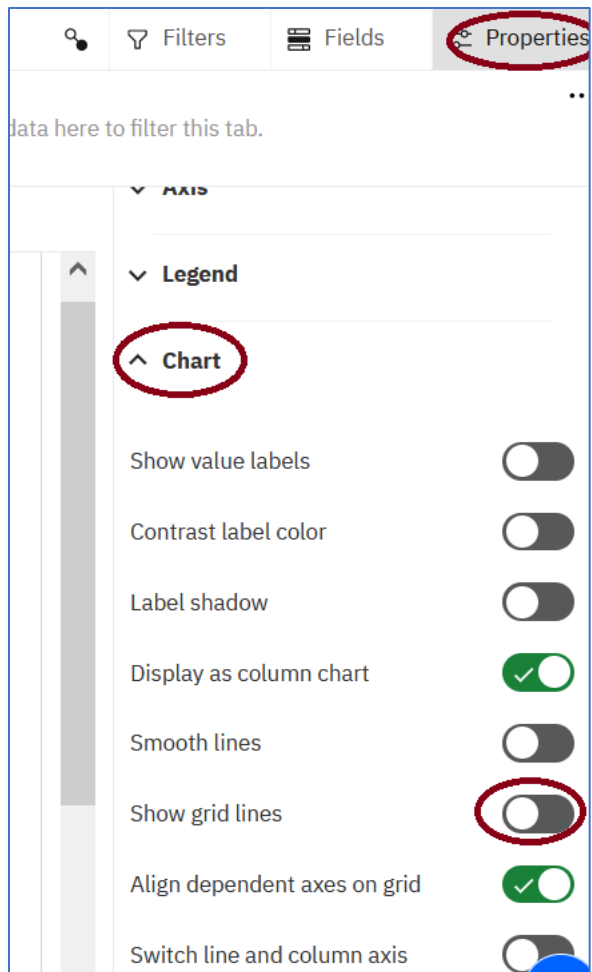 Filters Fields Properties
data here to filter this tab.
Axis
Legend
Chart
Show value labels
Contrast label color
Label shadow
Display as column chart
Smooth lines
Show grid lines
Align dependent axes on grid
Switch line and column axis